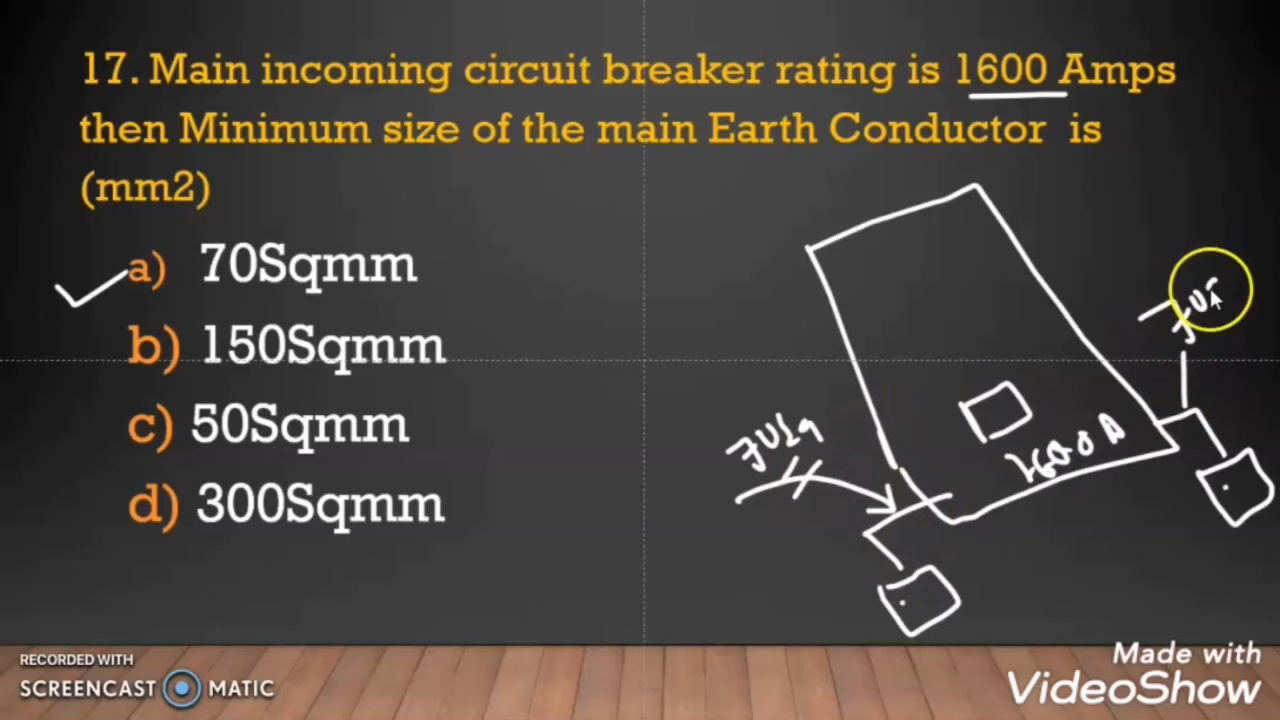 17. Main incoming circuit breaker rating is 1600 Amps
then Minimum size of the main Earth Conductor is
(mm2)
a) 70Sqmm
b) 150Sqmm
c) 50Sqmm
d) 300Sqmm
1600 A
RECORDED WITH
SCREENCAST MATIC
Made with
VideoShow